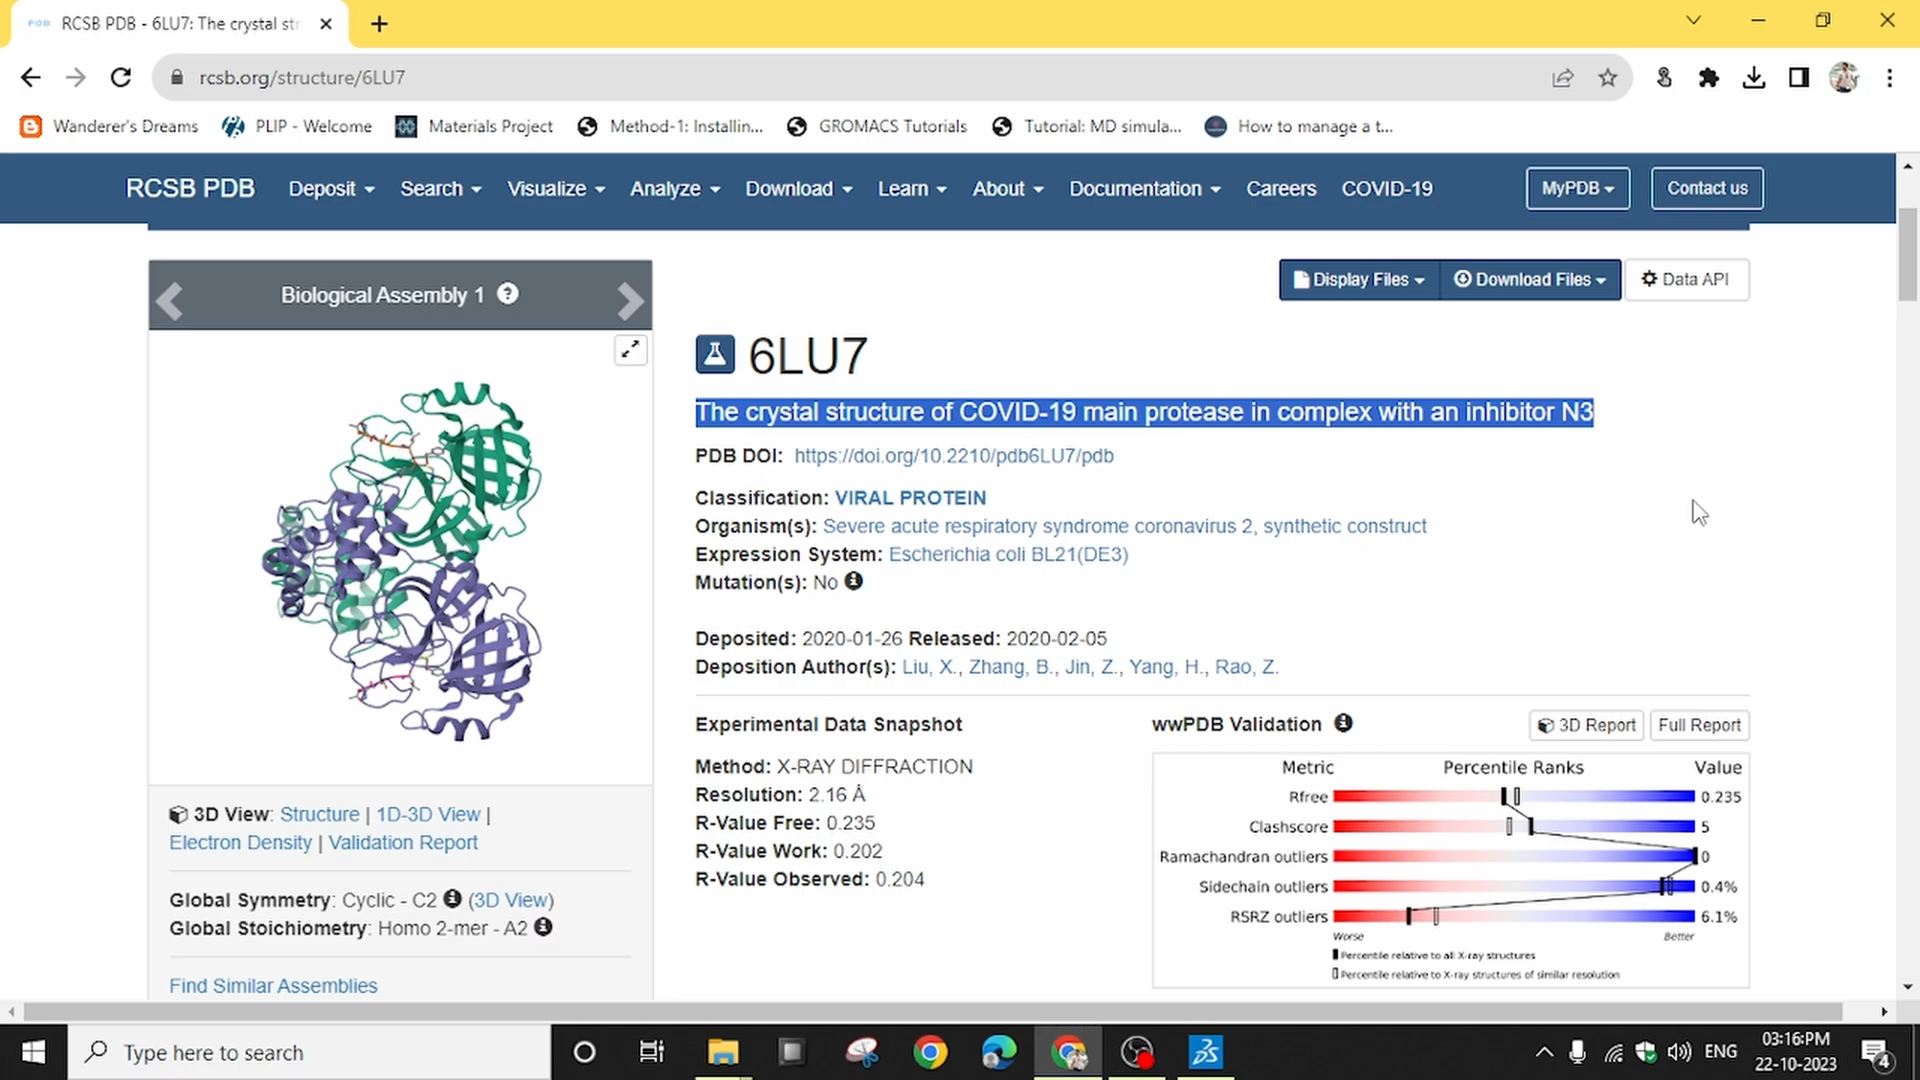 RCSB PDB - 6LU7: The crystal str
rcsb.org/structure/6LU7
Wanderer's Dreams PLIP - Welcome Materials Project Method-1: Installin... GROMACS Tutorials Tutorial: MD simula... How to manage a t...
RCSB PDB Deposit Search Visualize Analyze Download Learn About Documentation Careers COVID-19 MyPDB Contact us
Biological Assembly 1
Display Files Download Files Data API
6LU7
The crystal structure of COVID-19 main protease in complex with an inhibitor N3
PDB DOI: https://doi.org/10.2210/pdb6LU7/pdb
Classification: VIRAL PROTEIN
Organism(s): Severe acute respiratory syndrome coronavirus 2, synthetic construct
Expression System: Escherichia coli BL21(DE3)
Mutation(s): No
Deposited: 2020-01-26 Released: 2020-02-05
Deposition Author(s): Liu, X., Zhang, B., Jin, Z., Yang, H., Rao, Z.
Experimental Data Snapshot
Method: X-RAY DIFFRACTION
Resolution: 2.16 Å
R-Value Free: 0.235
R-Value Work: 0.202
R-Value Observed: 0.204
wwPDB Validation 3D Report Full Report
Metric Percentile Ranks Value
Rfree 0.235
Clashscore 5
Ramachandran outliers 0
Sidechain outliers 0.4%
RSRZ outliers 6.1%
Worse Better
Percentile relative to all X-ray structures
Percentile relative to X-ray structures of similar resolution
3D View: Structure | 1D-3D View |
Electron Density | Validation Report
Global Symmetry: Cyclic - C2 (3D View)
Global Stoichiometry: Homo 2-mer - A2
Find Similar Assemblies
Type here to search
ENG
03:16PM
22-10-2023
4